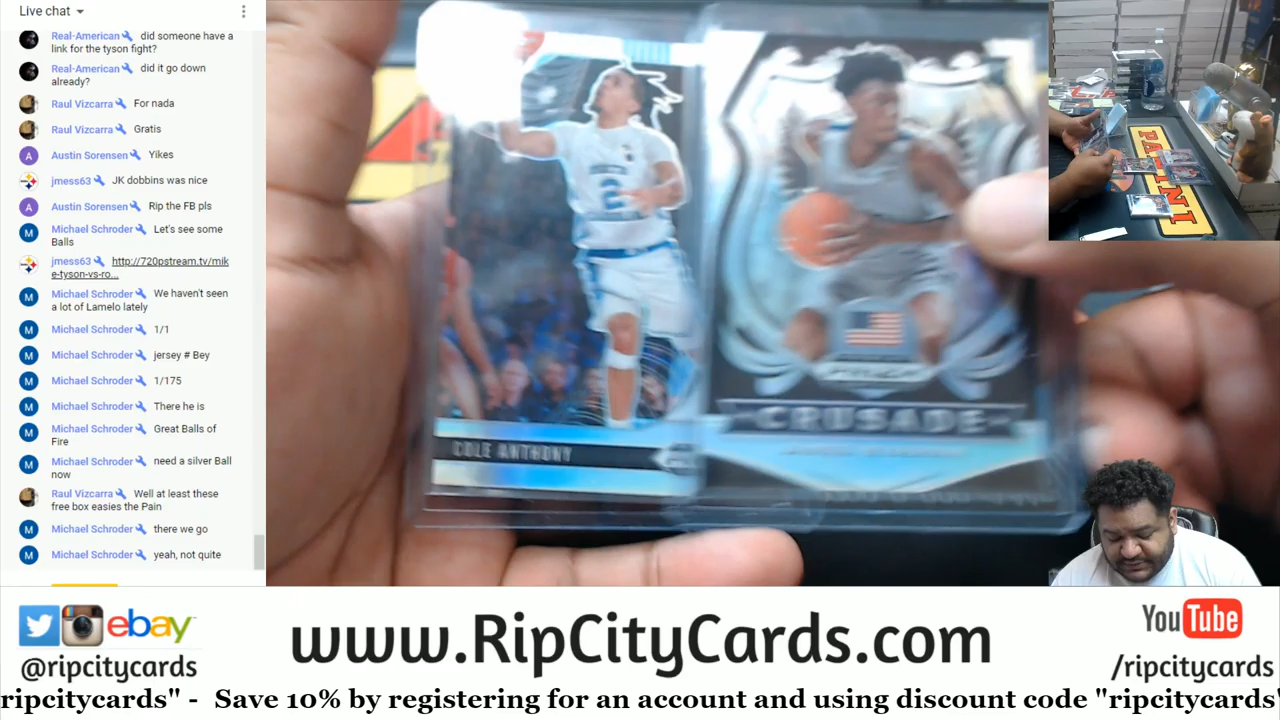 Live chat
Real-American did someone have a
link for the tyson fight?
Real-American did it go down
already?
Raul Vizcarra For nada
Raul Vizcarra Gratis
A Austin Sorensen Yikes
jmess63 JK dobbins was nice
A Austin Sorensen Rip the FB pls
M Michael Schroder Let's see some
Balls
jmess63 http://720pstream.tv/mik
e-tyson-vs-ro...
M Michael Schroder We haven't seen
a lot of Lamelo lately
M Michael Schroder 1/1
M Michael Schroder jersey # Bey
M Michael Schroder 1/175
M Michael Schroder There he is
M Michael Schroder Great Balls of
Fire
M Michael Schroder need a silver Ball
now
Raul Vizcarra Well at least these
free box easies the Pain
M Michael Schroder there we go
M Michael Schroder yeah, not quite
2
COLE ANTHONY
CRUSADE
PANINI
ebay
@ripcitycards
www.RipCityCards.com
YouTube
/ripcitycards
ripcitycards" - Save 10% by registering for an account and using discount code "ripcitycards"